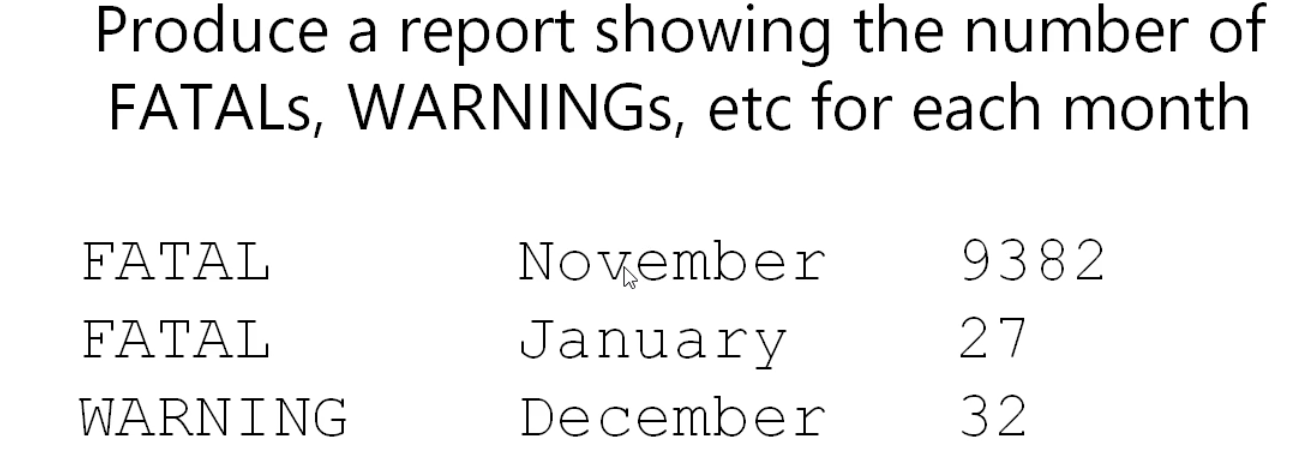 Produce a report showing the number of
FATALs, WARNINGs, etc for each month
FATAL November 9382
FATAL January 27
WARNING December 32